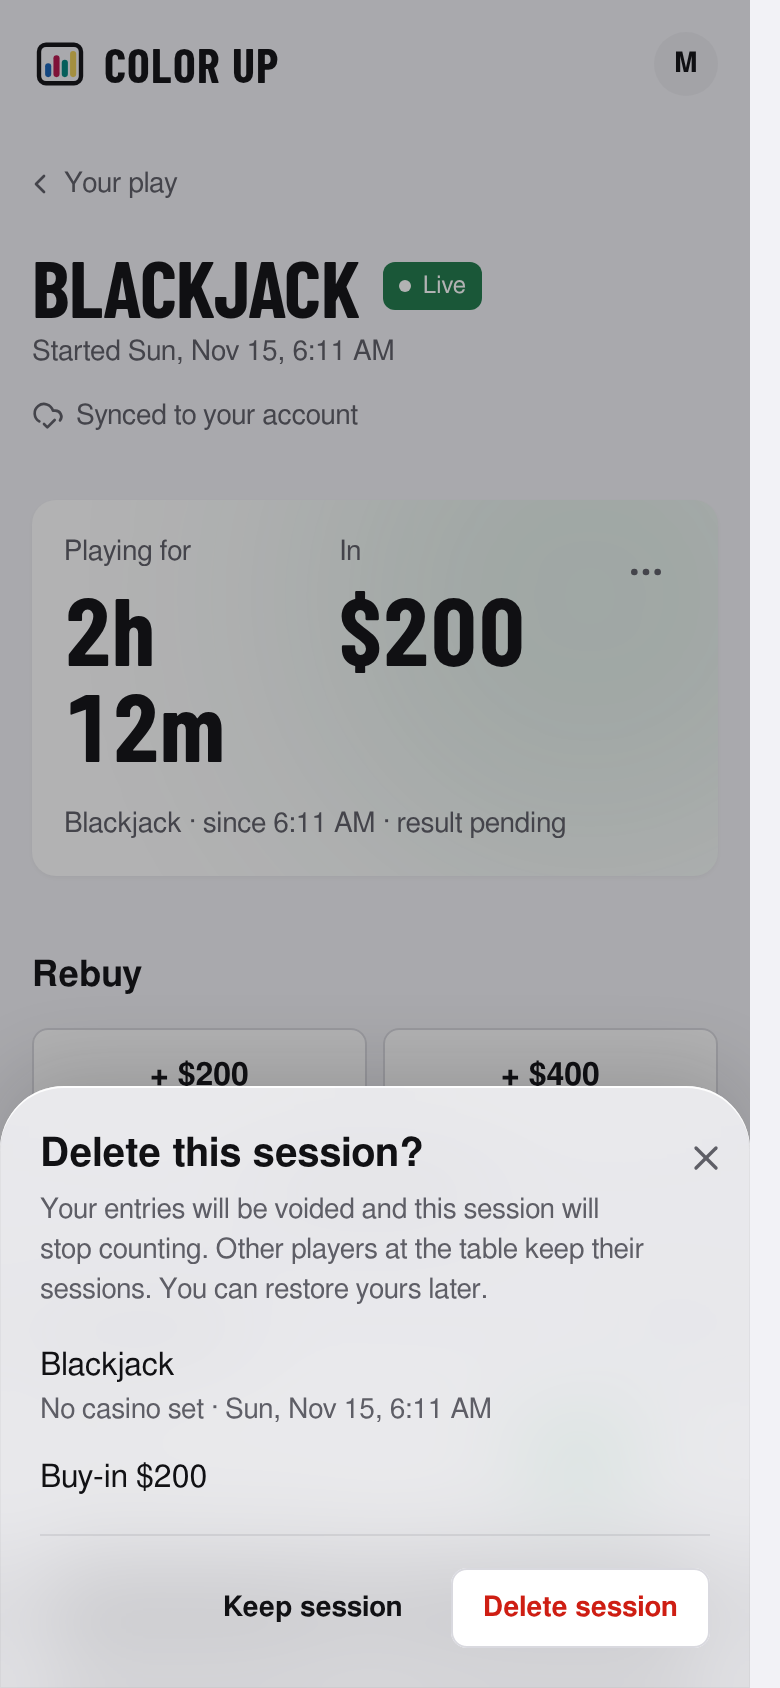 COLOR UP
M
Your play
BLACKJACK
Live
Started Sun, Nov 15, 6:11 AM
Synced to your account
Playing for
In
2h
12m
$200
Blackjack · since 6:11 AM · result pending
Rebuy
+ $200
+ $400
Delete this session?
Your entries will be voided and this session will
stop counting. Other players at the table keep their
sessions. You can restore yours later.
Blackjack
No casino set · Sun, Nov 15, 6:11 AM
Buy-in $200
Keep session
Delete session